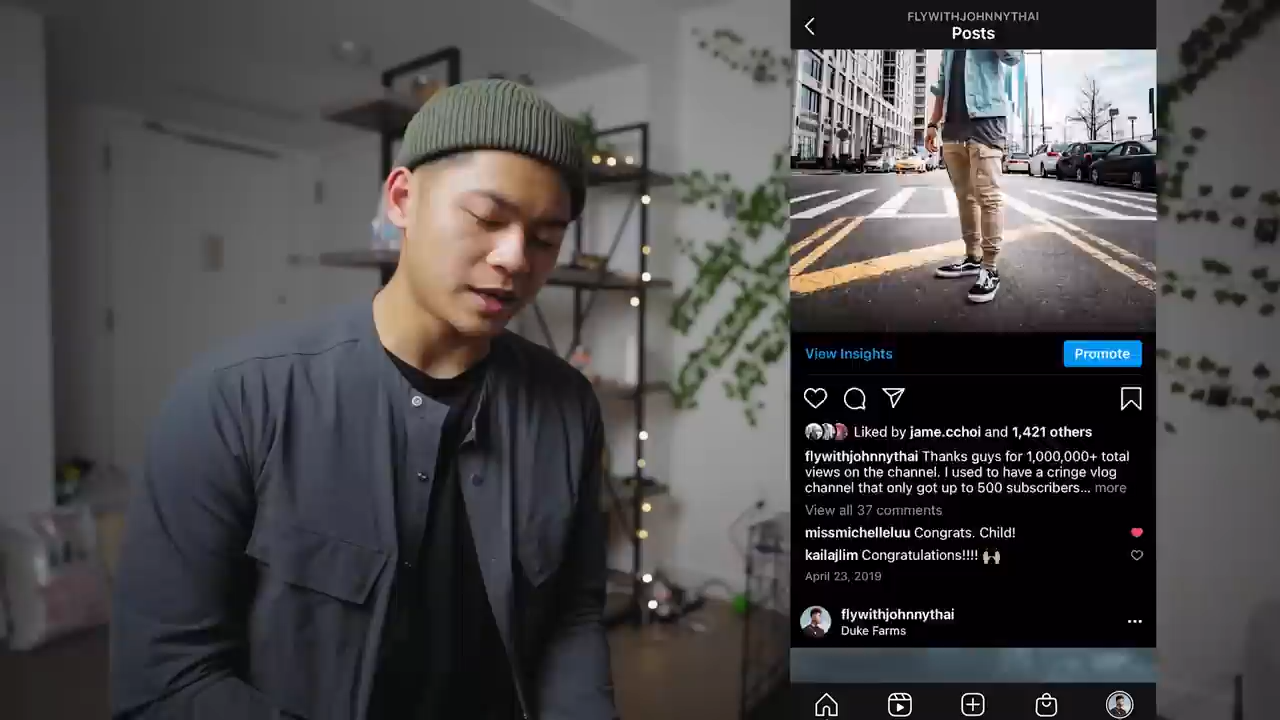 FLYWITHJOHNNYTHAI
Posts
View Insights
Promote
Liked by jame.cchoi and 1,421 others
flywithjohnnythai Thanks guys for 1,000,000+ total
views on the channel. I used to have a cringe vlog
channel that only got up to 500 subscribers... more
View all 37 comments
missmichelleluu Congrats. Child!
kailajlim Congratulations!!!! 🙌
April 23, 2019
flywithjohnnythai
Duke Farms